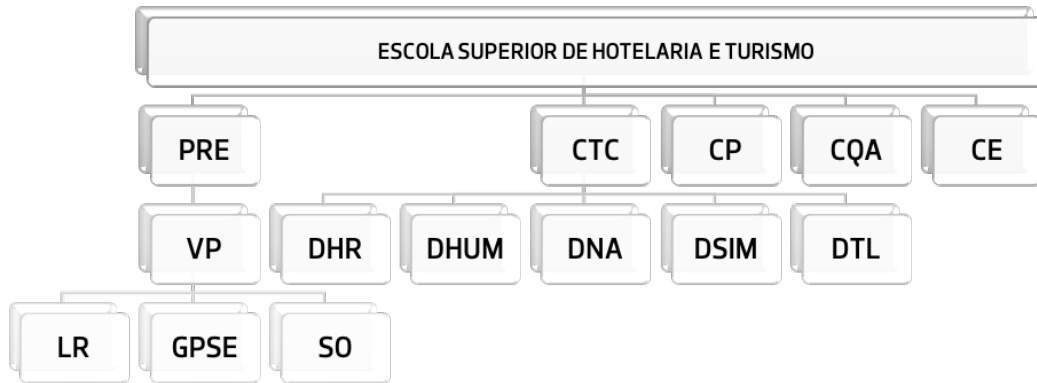 ESCOLA SUPERIOR DE HOTELARIA E TURISMO
PRE CTC CP CQA CE
VP DHR DHUM DNA DSIM DTL
LR GPSE SO